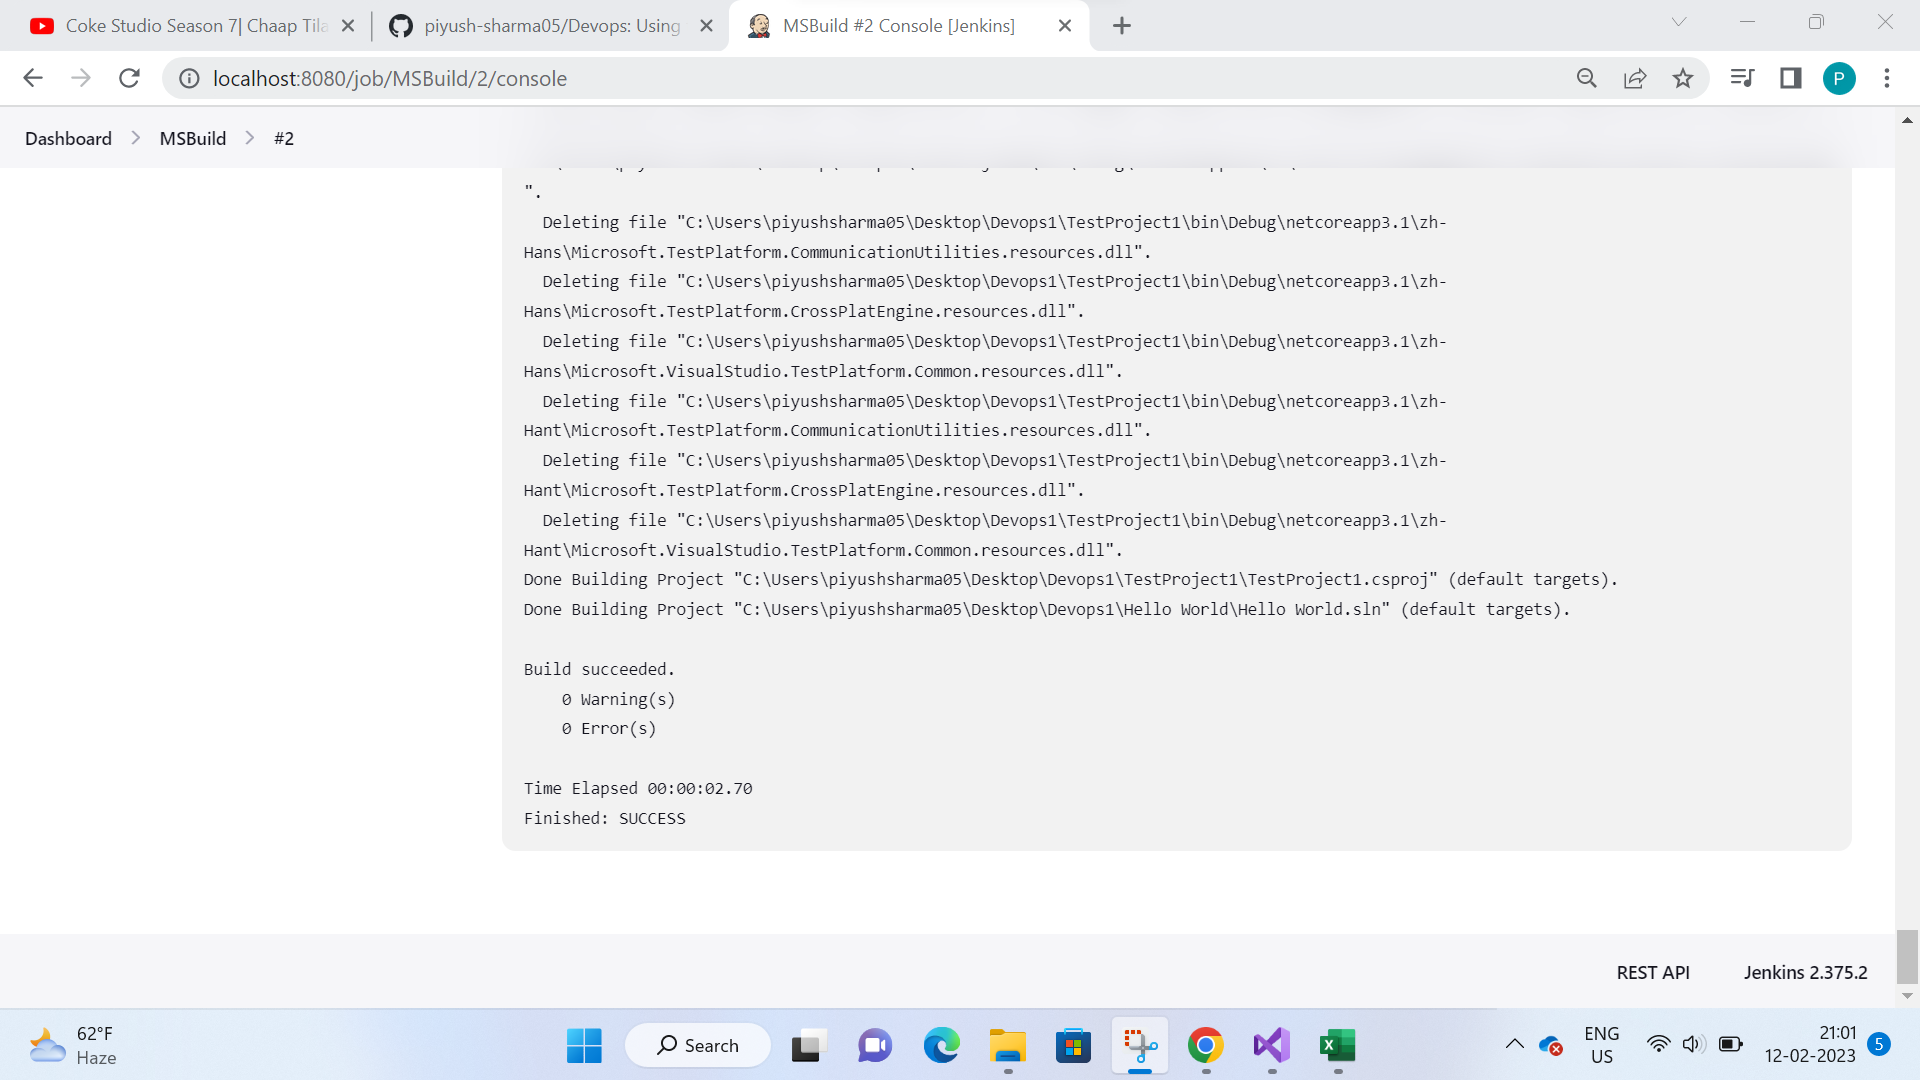 Coke Studio Season 7| Chaap Tila
piyush-sharma05/Devops: Using
MSBuild #2 Console [Jenkins]
localhost:8080/job/MSBuild/2/console
P
Dashboard > MSBuild > #2
".
Deleting file "C:\Users\piyushsharma05\Desktop\Devops1\TestProject1\bin\Debug\netcoreapp3.1\zh-
Hans\Microsoft.TestPlatform.CommunicationUtilities.resources.dll".
Deleting file "C:\Users\piyushsharma05\Desktop\Devops1\TestProject1\bin\Debug\netcoreapp3.1\zh-
Hans\Microsoft.TestPlatform.CrossPlatEngine.resources.dll".
Deleting file "C:\Users\piyushsharma05\Desktop\Devops1\TestProject1\bin\Debug\netcoreapp3.1\zh-
Hans\Microsoft.VisualStudio.TestPlatform.Common.resources.dll".
Deleting file "C:\Users\piyushsharma05\Desktop\Devops1\TestProject1\bin\Debug\netcoreapp3.1\zh-
Hant\Microsoft.TestPlatform.CommunicationUtilities.resources.dll".
Deleting file "C:\Users\piyushsharma05\Desktop\Devops1\TestProject1\bin\Debug\netcoreapp3.1\zh-
Hant\Microsoft.TestPlatform.CrossPlatEngine.resources.dll".
Deleting file "C:\Users\piyushsharma05\Desktop\Devops1\TestProject1\bin\Debug\netcoreapp3.1\zh-
Hant\Microsoft.VisualStudio.TestPlatform.Common.resources.dll".
Done Building Project "C:\Users\piyushsharma05\Desktop\Devops1\TestProject1\TestProject1.csproj" (default targets).
Done Building Project "C:\Users\piyushsharma05\Desktop\Devops1\Hello World\Hello World.sln" (default targets).
Build succeeded.
0 Warning(s)
0 Error(s)
Time Elapsed 00:00:02.70
Finished: SUCCESS
REST API
Jenkins 2.375.2
62°F
Haze
Search
ENG
US
21:01
12-02-2023
5